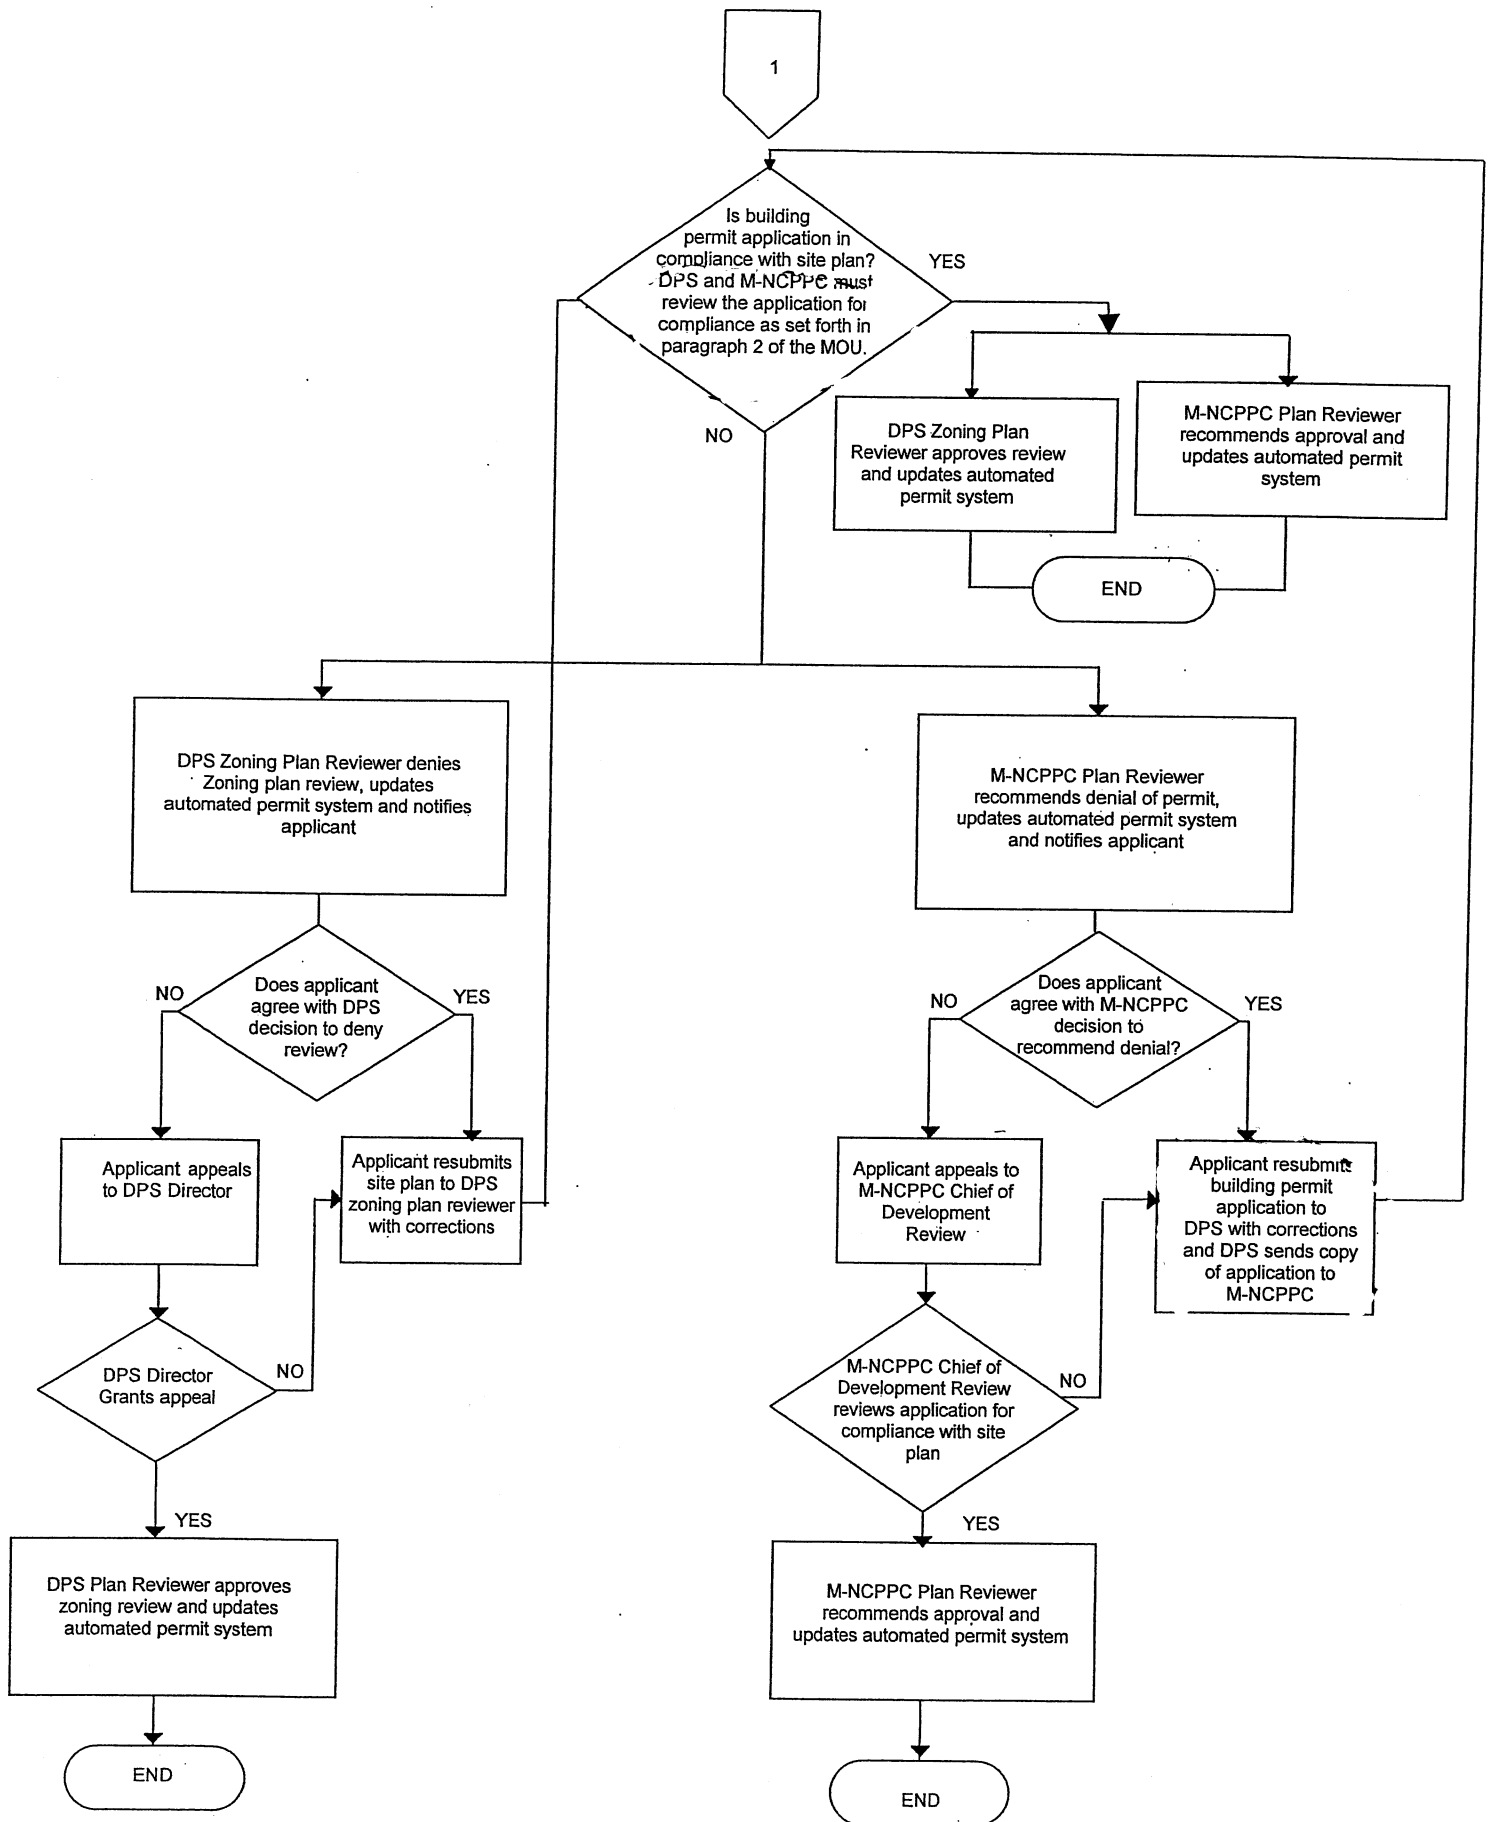 1
Is building
permit application in
compliance with site plan?
DPS and M-NCPPC must
review the application for
compliance as set forth in
paragraph 2 of the MOU.
YES
NO
DPS Zoning Plan
Reviewer approves review
and updates automated
permit system
M-NCPPC Plan Reviewer
recommends approval and
updates automated permit
system
END
DPS Zoning Plan Reviewer denies
Zoning plan review, updates
automated permit system and notifies
applicant
M-NCPPC Plan Reviewer
recommends denial of permit,
updates automated permit system
and notifies applicant
NO
Does applicant
agree with DPS
decision to deny
review?
YES
NO
Does applicant
agree with M-NCPPC
decision to
recommend denial?
YES
Applicant appeals
to DPS Director
Applicant resubmits
site plan to DPS
zoning plan reviewer
with corrections
Applicant appeals to
M-NCPPC Chief of
Development
Review
Applicant resubmits
building permit
application to
DPS with corrections
and DPS sends copy
of application to
M-NCPPC
DPS Director
Grants appeal
NO
M-NCPPC Chief of
Development Review
reviews application for
compliance with site
plan
NO
YES
YES
DPS Plan Reviewer approves
zoning review and updates
automated permit system
M-NCPPC Plan Reviewer
recommends approval and
updates automated permit system
END
END